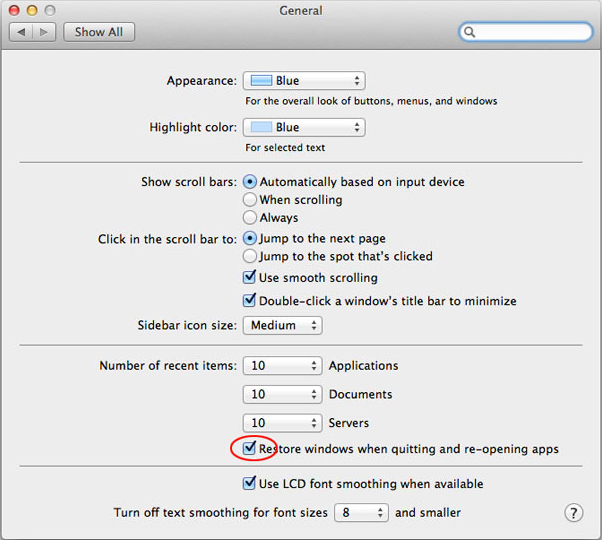 General
Show All
Appearance: Blue
For the overall look of buttons, menus, and windows
Highlight color: Blue
For selected text
Show scroll bars: Automatically based on input device
When scrolling
Always
Click in the scroll bar to: Jump to the next page
Jump to the spot that's clicked
Use smooth scrolling
Double-click a window's title bar to minimize
Sidebar icon size: Medium
Number of recent items: 10 Applications
10 Documents
10 Servers
Restore windows when quitting and re-opening apps
Use LCD font smoothing when available
Turn off text smoothing for font sizes 8 and smaller ?